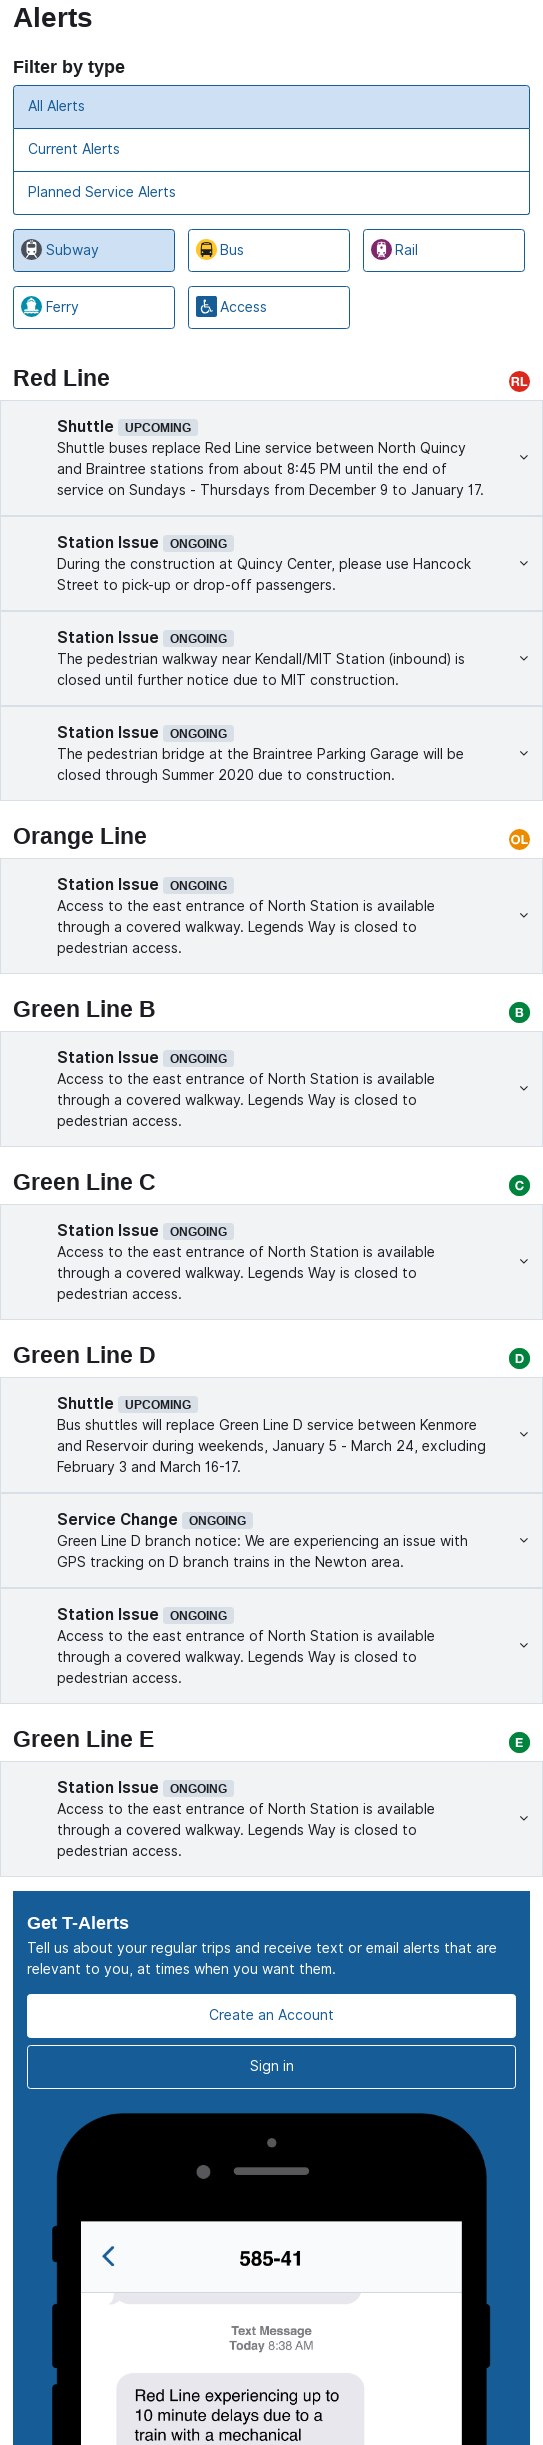 Alerts
Filter by type
All Alerts
Current Alerts
Planned Service Alerts
Subway
Bus
Rail
Ferry
Access
Red Line
RL
Shuttle UPCOMING
Shuttle buses replace Red Line service between North Quincy
and Braintree stations from about 8:45 PM until the end of
service on Sundays - Thursdays from December 9 to January 17.
Station Issue ONGOING
During the construction at Quincy Center, please use Hancock
Street to pick-up or drop-off passengers.
Station Issue ONGOING
The pedestrian walkway near Kendall/MIT Station (inbound) is
closed until further notice due to MIT construction.
Station Issue ONGOING
The pedestrian bridge at the Braintree Parking Garage will be
closed through Summer 2020 due to construction.
Orange Line
OL
Station Issue ONGOING
Access to the east entrance of North Station is available
through a covered walkway. Legends Way is closed to
pedestrian access.
Green Line B
B
Station Issue ONGOING
Access to the east entrance of North Station is available
through a covered walkway. Legends Way is closed to
pedestrian access.
Green Line C
C
Station Issue ONGOING
Access to the east entrance of North Station is available
through a covered walkway. Legends Way is closed to
pedestrian access.
Green Line D
D
Shuttle UPCOMING
Bus shuttles will replace Green Line D service between Kenmore
and Reservoir during weekends, January 5 - March 24, excluding
February 3 and March 16-17.
Service Change ONGOING
Green Line D branch notice: We are experiencing an issue with
GPS tracking on D branch trains in the Newton area.
Station Issue ONGOING
Access to the east entrance of North Station is available
through a covered walkway. Legends Way is closed to
pedestrian access.
Green Line E
E
Station Issue ONGOING
Access to the east entrance of North Station is available
through a covered walkway. Legends Way is closed to
pedestrian access.
Get T-Alerts
Tell us about your regular trips and receive text or email alerts that are
relevant to you, at times when you want them.
Create an Account
Sign in
585-41
Text Message
Today 8:38 AM
Red Line experiencing up to
10 minute delays due to a
train with a mechanical